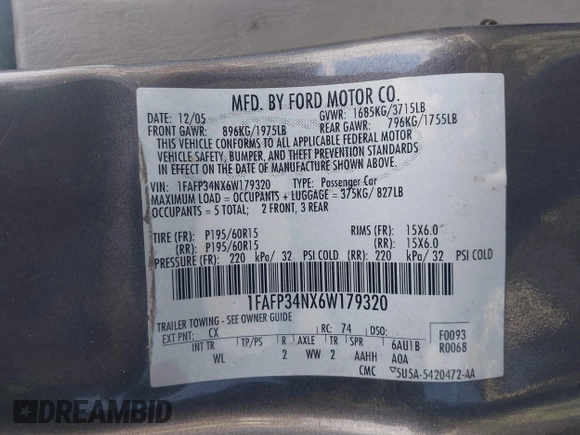 MFD. BY FORD MOTOR CO.
DATE: 12/05 GVWR: 1685KG/3715LB
FRONT GAWR: 896KG/1975LB REAR GAWR: 796KG/1755LB
THIS VEHICLE CONFORMS TO ALL APPLICABLE FEDERAL MOTOR
VEHICLE SAFETY, BUMPER, AND THEFT PREVENTION STANDARDS
IN EFFECT ON THE DATE OF MANUFACTURE SHOWN ABOVE.
VIN: 1FAFP34NX6W179320 TYPE: Passenger Car
MAXIMUM LOAD = OCCUPANTS + LUGGAGE = 375KG/ 827LB
OCCUPANTS = 5 TOTAL; 2 FRONT, 3 REAR
TIRE (FR): P195/60R15 RIMS (FR): 15X6.0
(RR): P195/60R15 (RR): 15X6.0
PRESSURE (FR): 220 kPa/ 32 PSI COLD (RR): 220 kPa/ 32 PSI COLD
1FAFP34NX6W179320
TRAILER TOWING - SEE OWNER GUIDE
EXT PNT: CX RC: 74 DSO: F0093
INT TR TP/PS R AXLE TR SPR 6AU1B R0068
WL 2 WW 2 AAHH A0A
CMC ▽5U5A-5420472-AA
DREAMBID